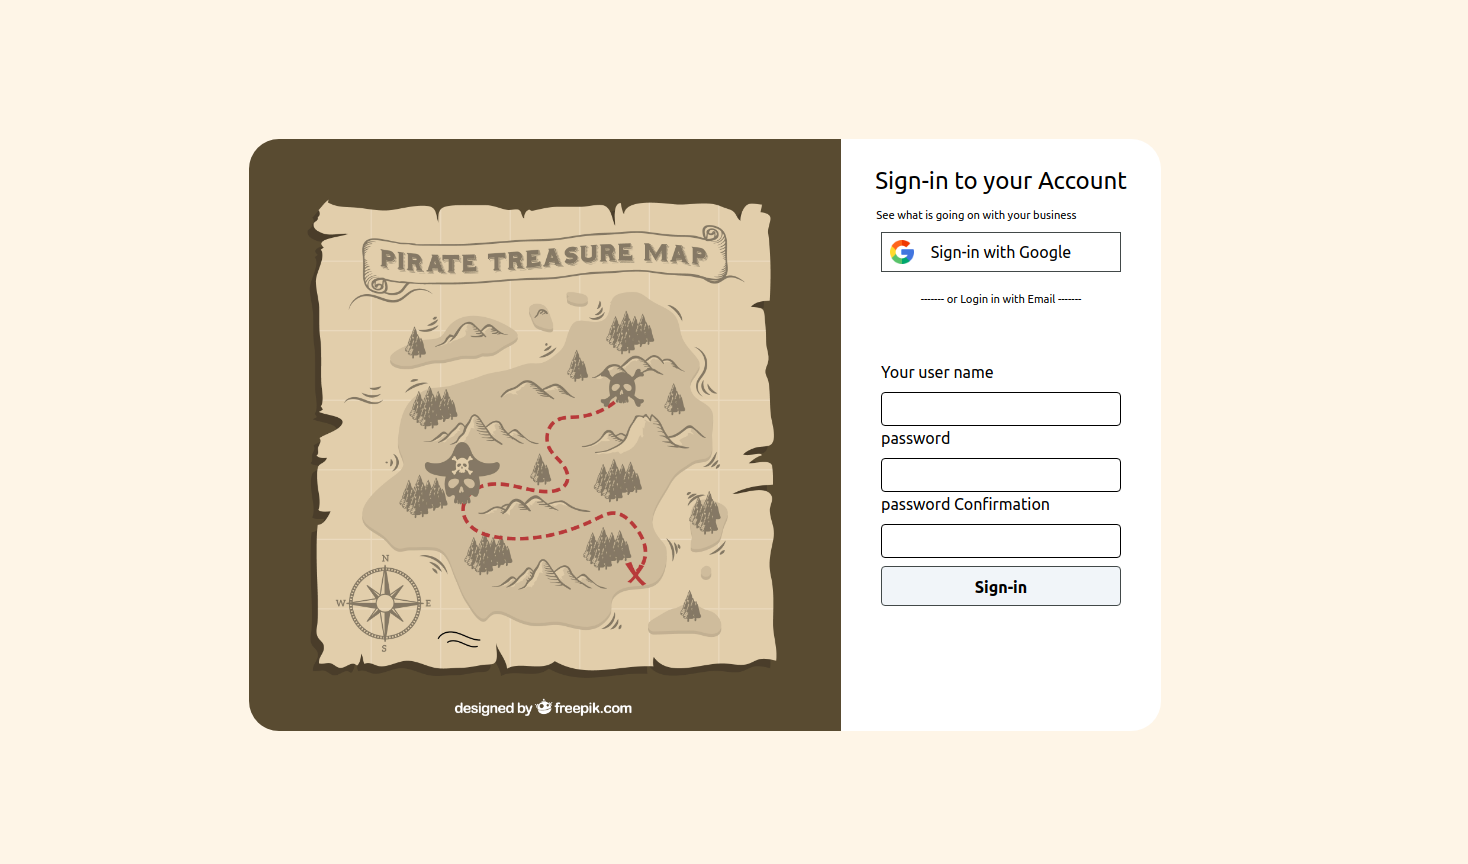 PIRATE TREASURE MAP
N
W
E
S
designed by freepik.com
Sign-in to your Account
See what is going on with your business
Sign-in with Google
------- or Login in with Email -------
Your user name
password
password Confirmation
Sign-in